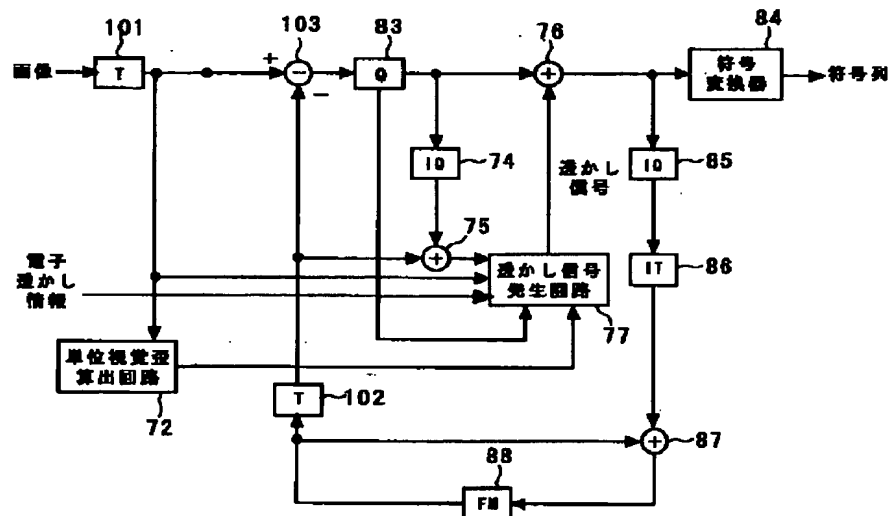 101
103
83
76
84
画像
T
+
−
−
Q
+
符号
変換器
符号列
IQ
74
透かし
信号
IQ
85
75
+
電子
透かし
情報
透かし信号
発生回路
77
IT
86
単位視覚歪
算出回路
72
T
102
+
87
88
FM